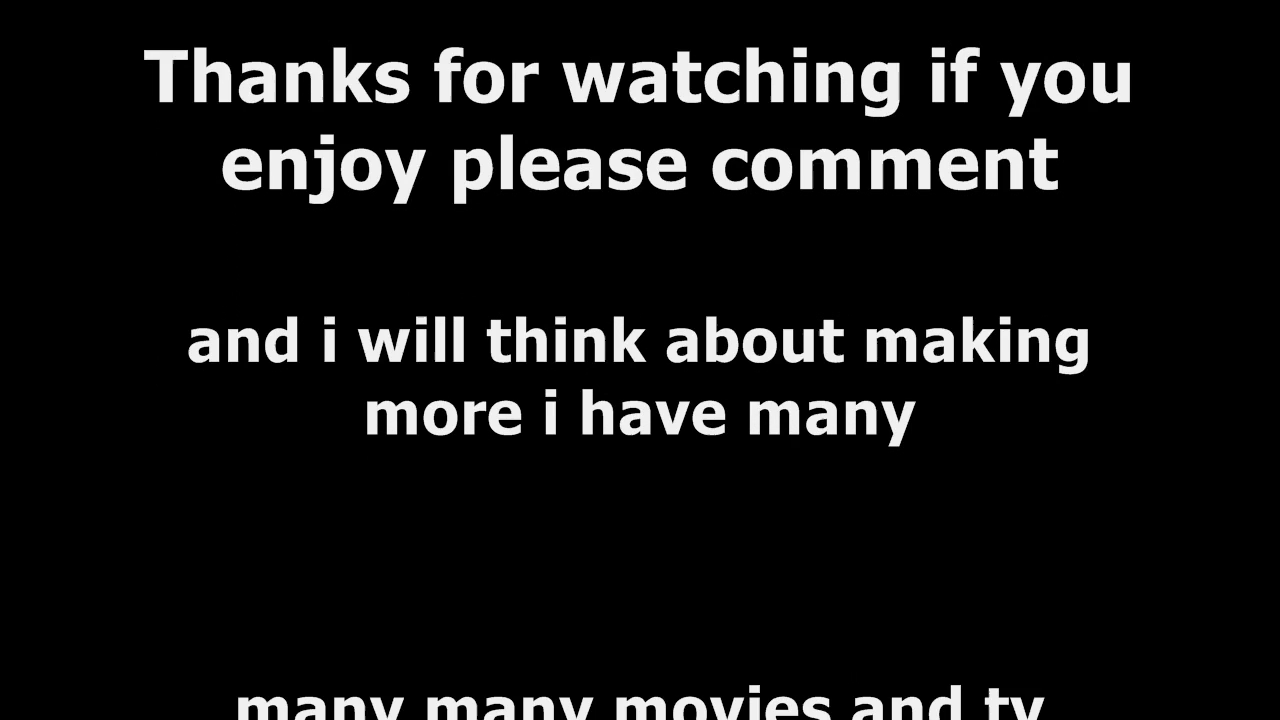 Thanks for watching if you
enjoy please comment
and i will think about making
more i have many
many many movies and tv